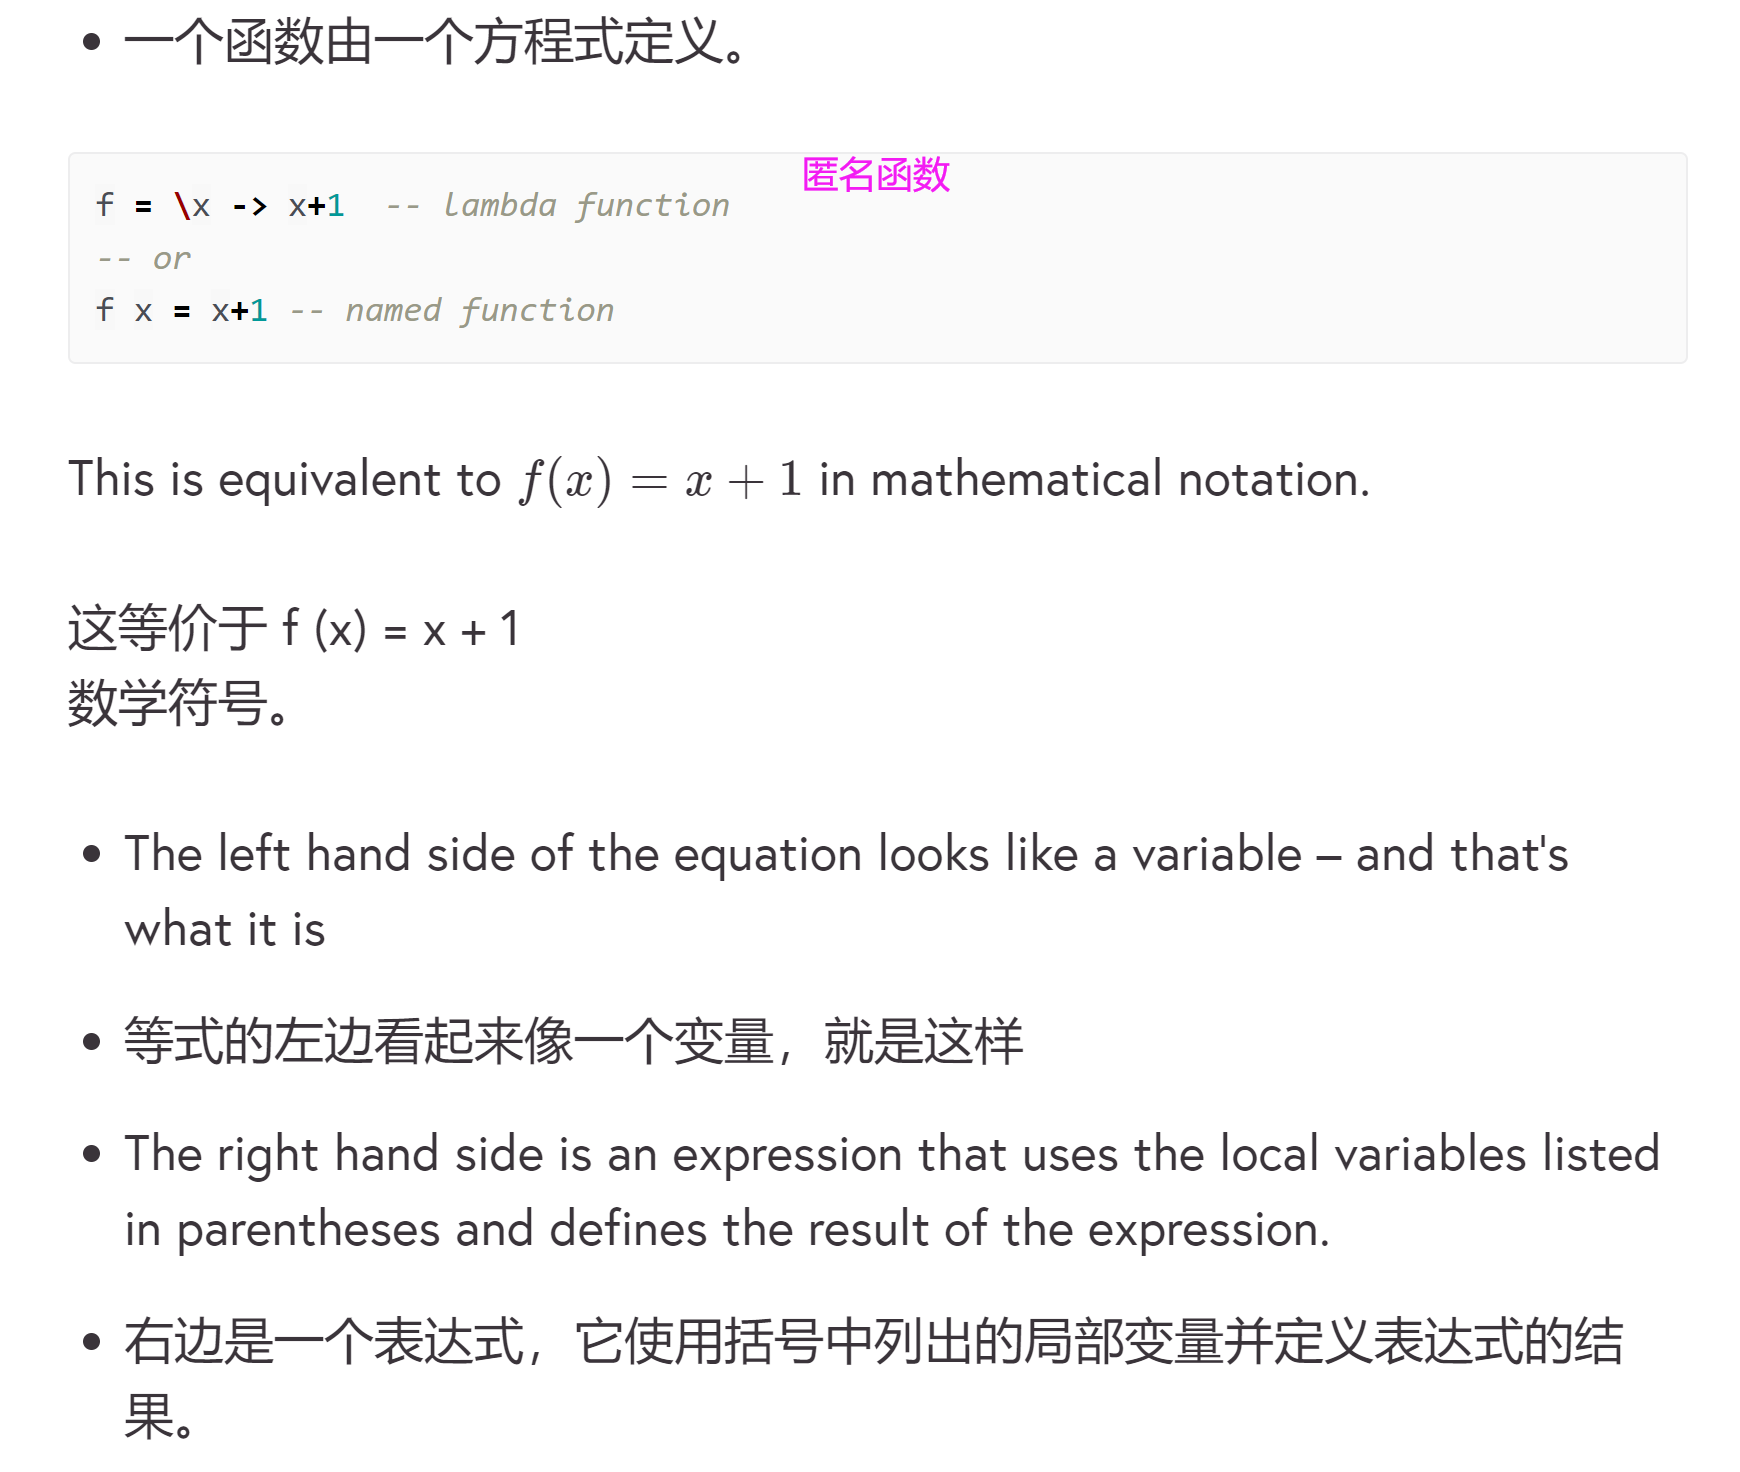 • 一个函数由一个方程式定义。
匿名函数
f = \x -> x+1  -- lambda function
-- or
f x = x+1 -- named function
This is equivalent to f(x) = x + 1 in mathematical notation.
这等价于 f (x) = x + 1
数学符号。
• The left hand side of the equation looks like a variable – and that's
what it is
• 等式的左边看起来像一个变量，就是这样
• The right hand side is an expression that uses the local variables listed
in parentheses and defines the result of the expression.
• 右边是一个表达式，它使用括号中列出的局部变量并定义表达式的结
果。